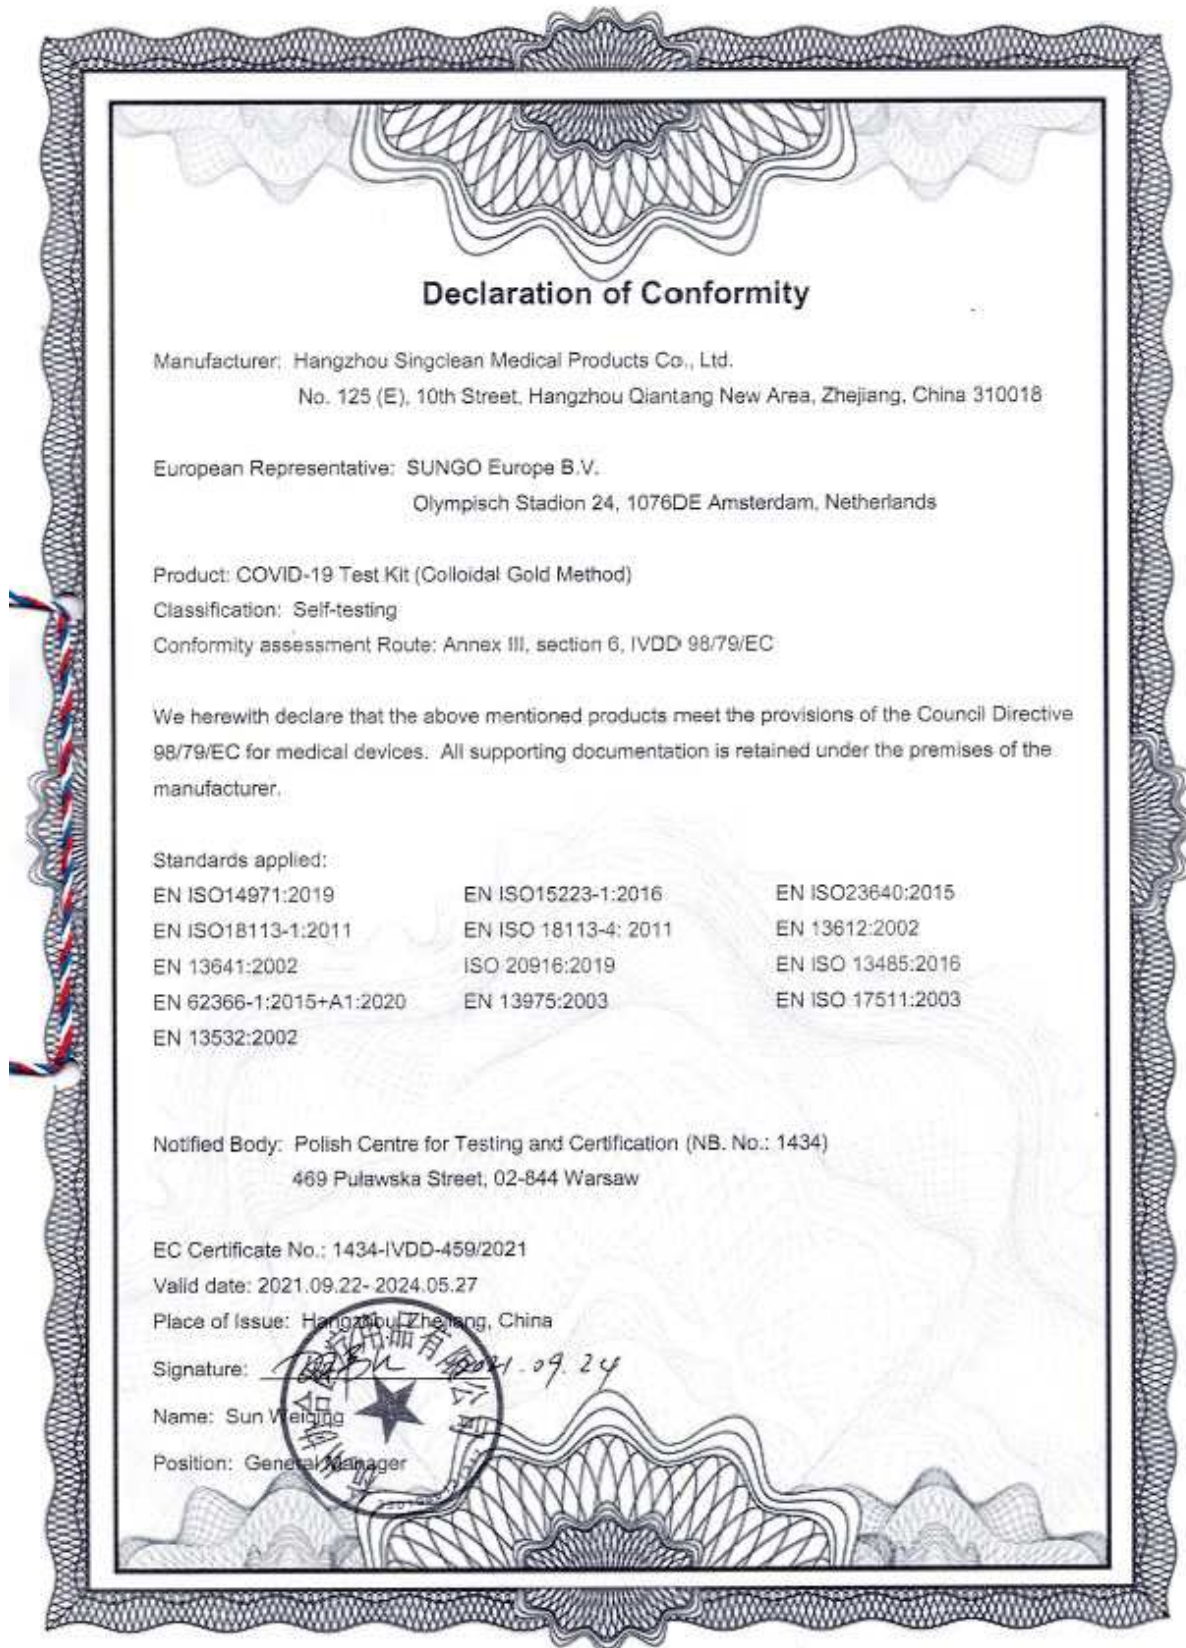 Declaration of Conformity
Manufacturer: Hangzhou Singclean Medical Products Co., Ltd.
No. 125 (E), 10th Street, Hangzhou Qiantang New Area, Zhejiang, China 310018
European Representative: SUNGO Europe B.V.
Olympisch Stadion 24, 1076DE Amsterdam, Netherlands
Product: COVID-19 Test Kit (Colloidal Gold Method)
Classification: Self-testing
Conformity assessment Route: Annex III, section 6, IVDD 98/79/EC
We herewith declare that the above mentioned products meet the provisions of the Council Directive
98/79/EC for medical devices. All supporting documentation is retained under the premises of the
manufacturer.
Standards applied:
EN ISO14971:2019 EN ISO15223-1:2016 EN ISO23640:2015
EN ISO18113-1:2011 EN ISO 18113-4: 2011 EN 13612:2002
EN 13641:2002 ISO 20916:2019 EN ISO 13485:2016
EN 62366-1:2015+A1:2020 EN 13975:2003 EN ISO 17511:2003
EN 13532:2002
Notified Body: Polish Centre for Testing and Certification (NB. No.: 1434)
469 Puławska Street, 02-844 Warsaw
EC Certificate No.: 1434-IVDD-459/2021
Valid date: 2021.09.22- 2024.05.27
Place of Issue: Hangzhou, Zhejiang, China
Signature: 2021.09.24
Name: Sun Weiqing
Position: General Manager
用品有限公司